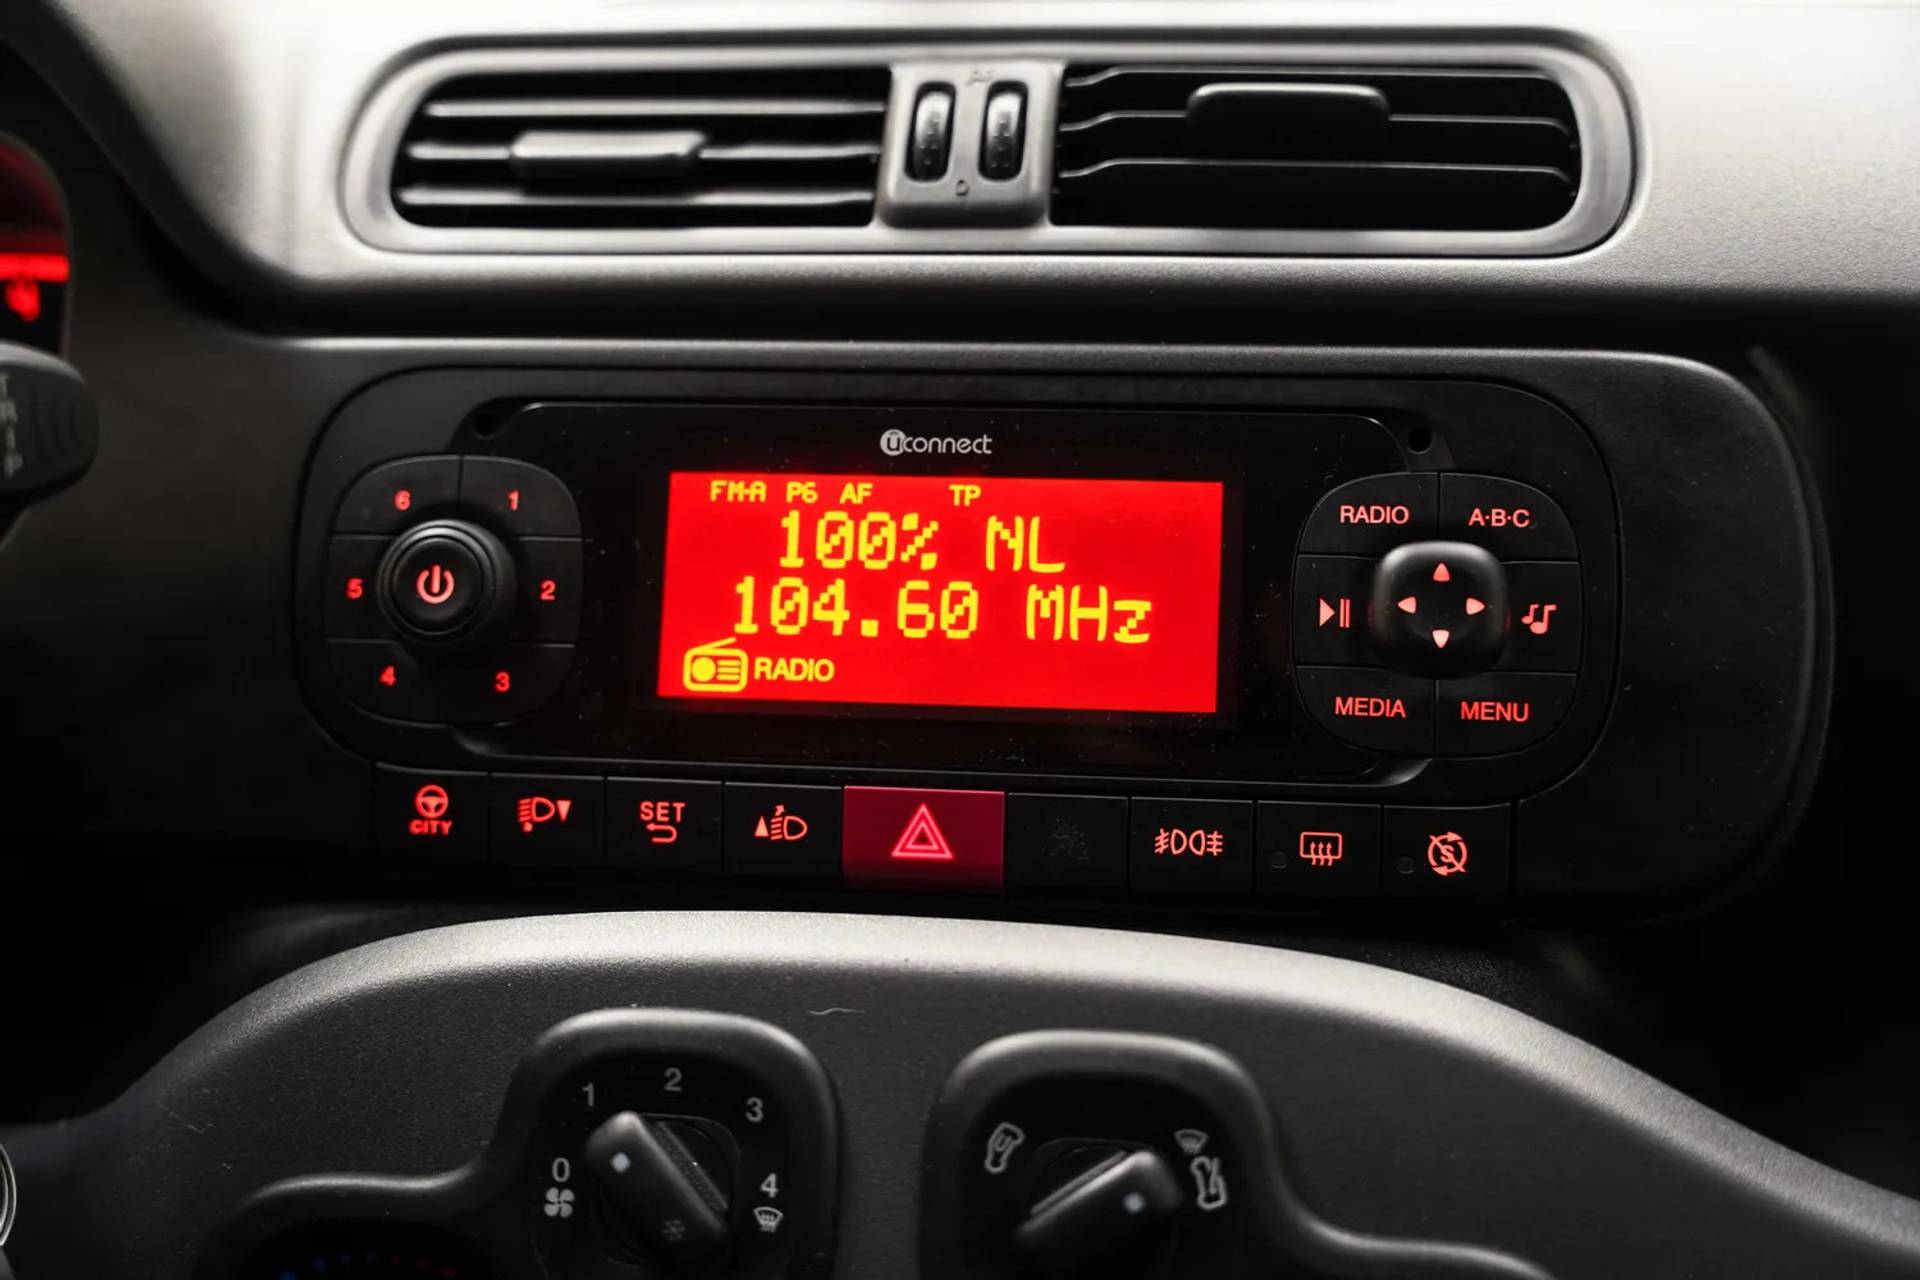 uconnect
FM-A P6 AF TP
100% NL
104.60 MHz
RADIO
6 1
5 2
4 3
RADIO A·B·C
MEDIA MENU
CITY
SET
0 1 2 3 4